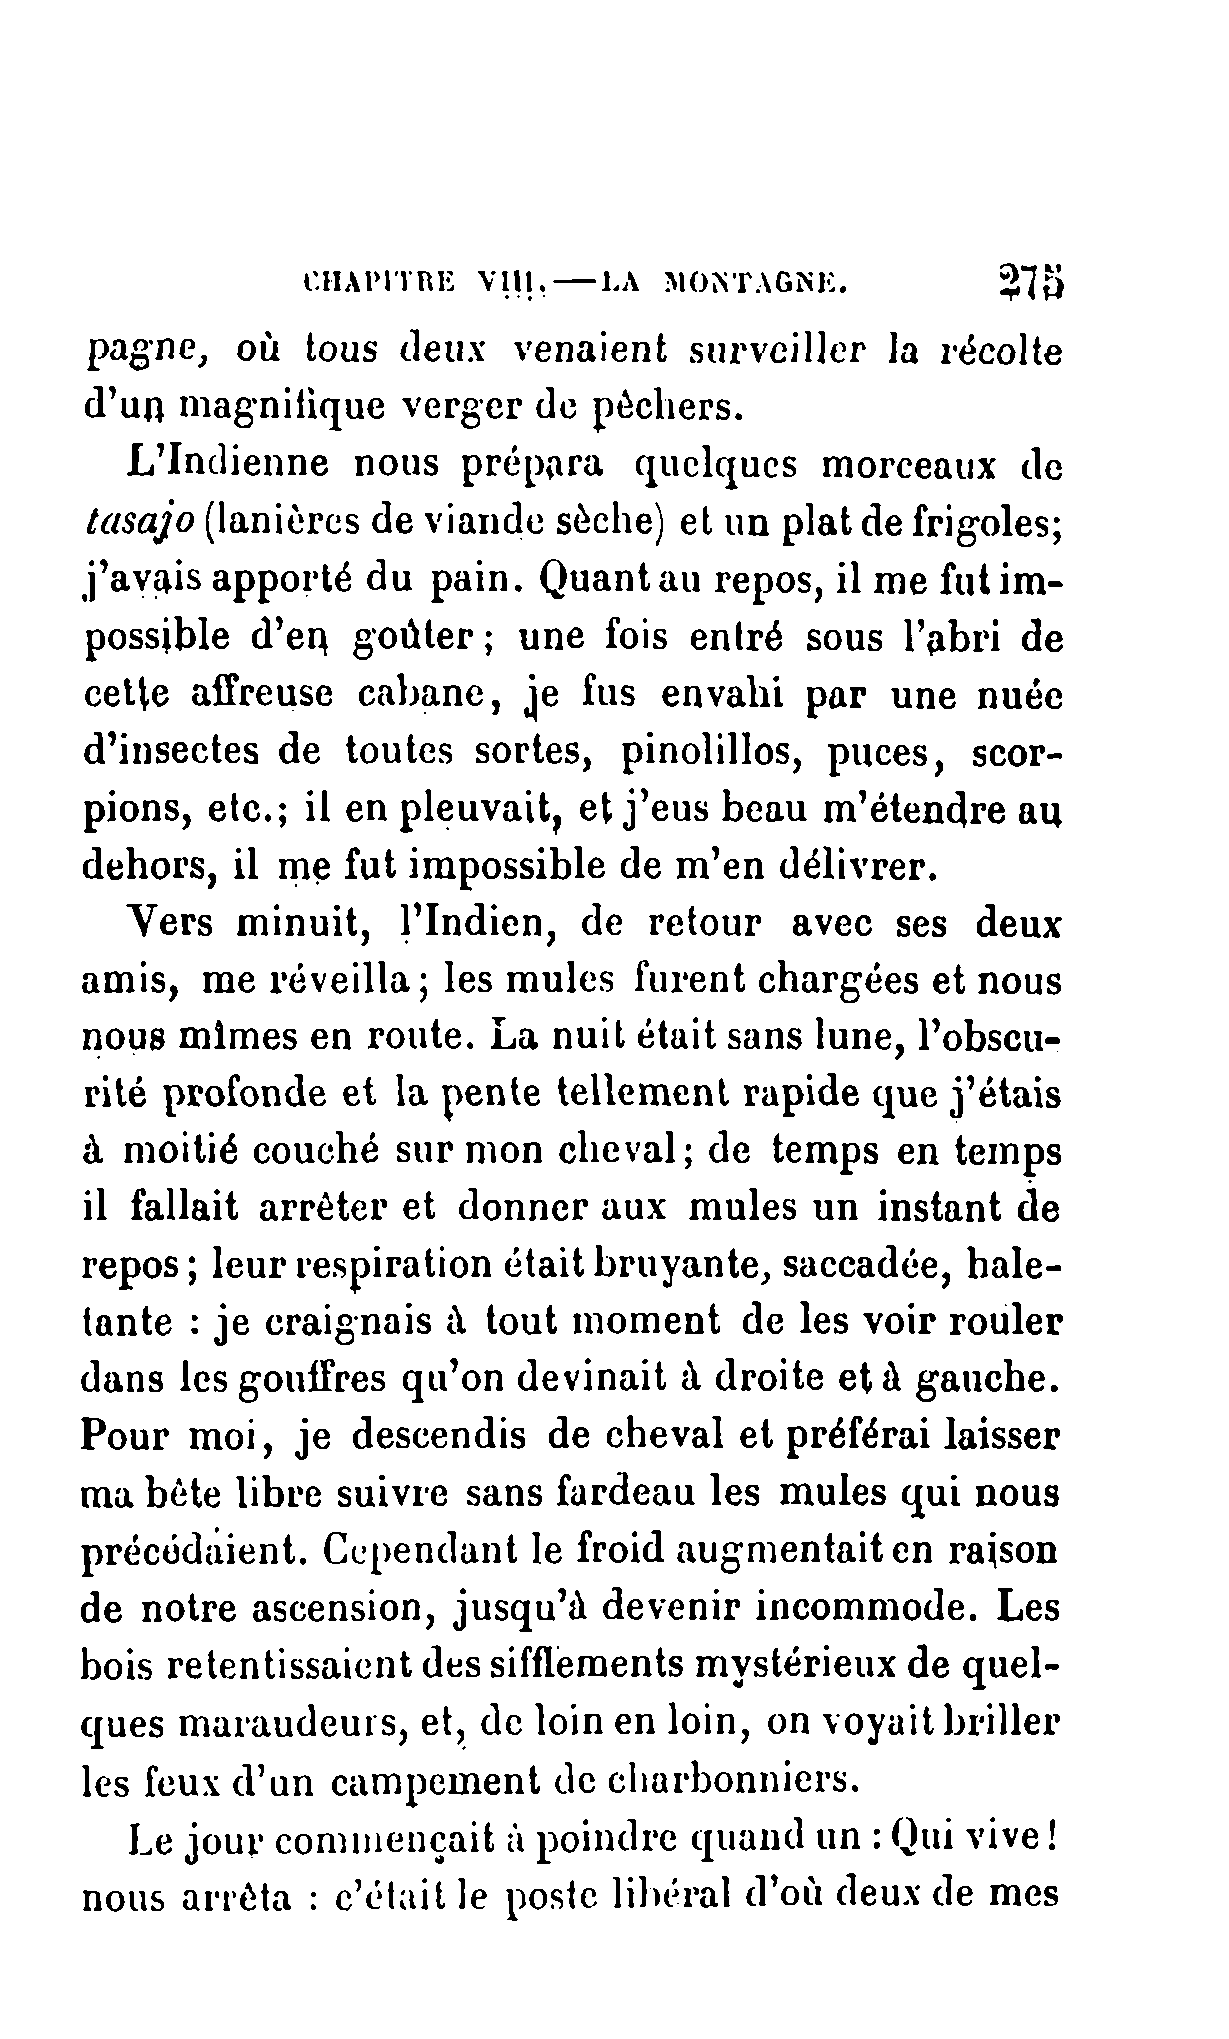 CHAPITRE VIII.—LA MONTAGNE. 275
pagne, où tous deux venaient surveiller la récolte
d'un magnifique verger de pêchers.
L'Indienne nous prépara quelques morceaux de
tasajo (lanières de viande sèche) et un plat de frigoles;
j'avais apporté du pain. Quant au repos, il me fut im-
possible d'en goûter; une fois entré sous l'abri de
cette affreuse cabane, je fus envahi par une nuée
d'insectes de toutes sortes, pinolillos, puces, scor-
pions, etc.; il en pleuvait, et j'eus beau m'étendre au
dehors, il me fut impossible de m'en délivrer.
Vers minuit, l'Indien, de retour avec ses deux
amis, me réveilla; les mules furent chargées et nous
nous mîmes en route. La nuit était sans lune, l'obscu-
rité profonde et la pente tellement rapide que j'étais
à moitié couché sur mon cheval; de temps en temps
il fallait arrêter et donner aux mules un instant de
repos; leur respiration était bruyante, saccadée, hale-
tante : je craignais à tout moment de les voir rouler
dans les gouffres qu'on devinait à droite et à gauche.
Pour moi, je descendis de cheval et préférai laisser
ma bête libre suivre sans fardeau les mules qui nous
précédaient. Cependant le froid augmentait en raison
de notre ascension, jusqu'à devenir incommode. Les
bois retentissaient des sifflements mystérieux de quel-
ques maraudeurs, et, de loin en loin, on voyait briller
les feux d'un campement de charbonniers.
Le jour commençait à poindre quand un : Qui vive!
nous arrêta : c'était le poste libéral d'où deux de mes